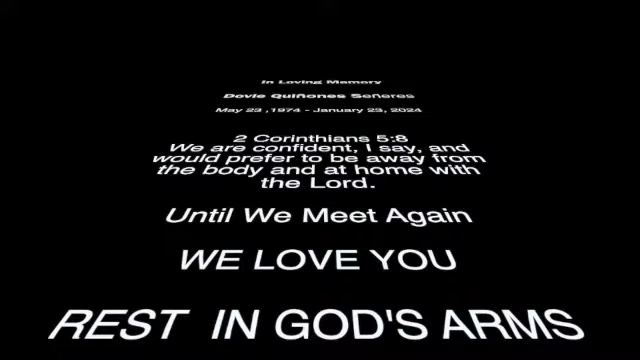 In Loving Memory
Dovie Quiñones Señeres
May 23 ,1974 - January 23, 2024
2 Corinthians 5:8
We are confident, I say, and
would prefer to be away from
the body and at home with
the Lord.
Until We Meet Again
WE LOVE YOU
REST IN GOD'S ARMS